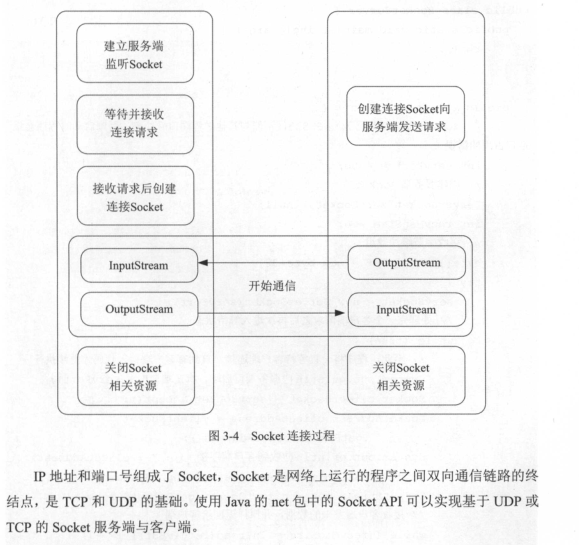 建立服务端
监听Socket
等待并接收
连接请求
创建连接Socket向
服务端发送请求
接收请求后创建
连接Socket
InputStream
OutputStream
开始通信
OutputStream
InputStream
关闭Socket
相关资源
关闭Socket
相关资源
图 3-4 Socket 连接过程
IP 地址和端口号组成了 Socket，Socket 是网络上运行的程序之间双向通信链路的终
结点，是 TCP 和 UDP 的基础。使用 Java 的 net 包中的 Socket API 可以实现基于 UDP 或
TCP 的 Socket 服务端与客户端。